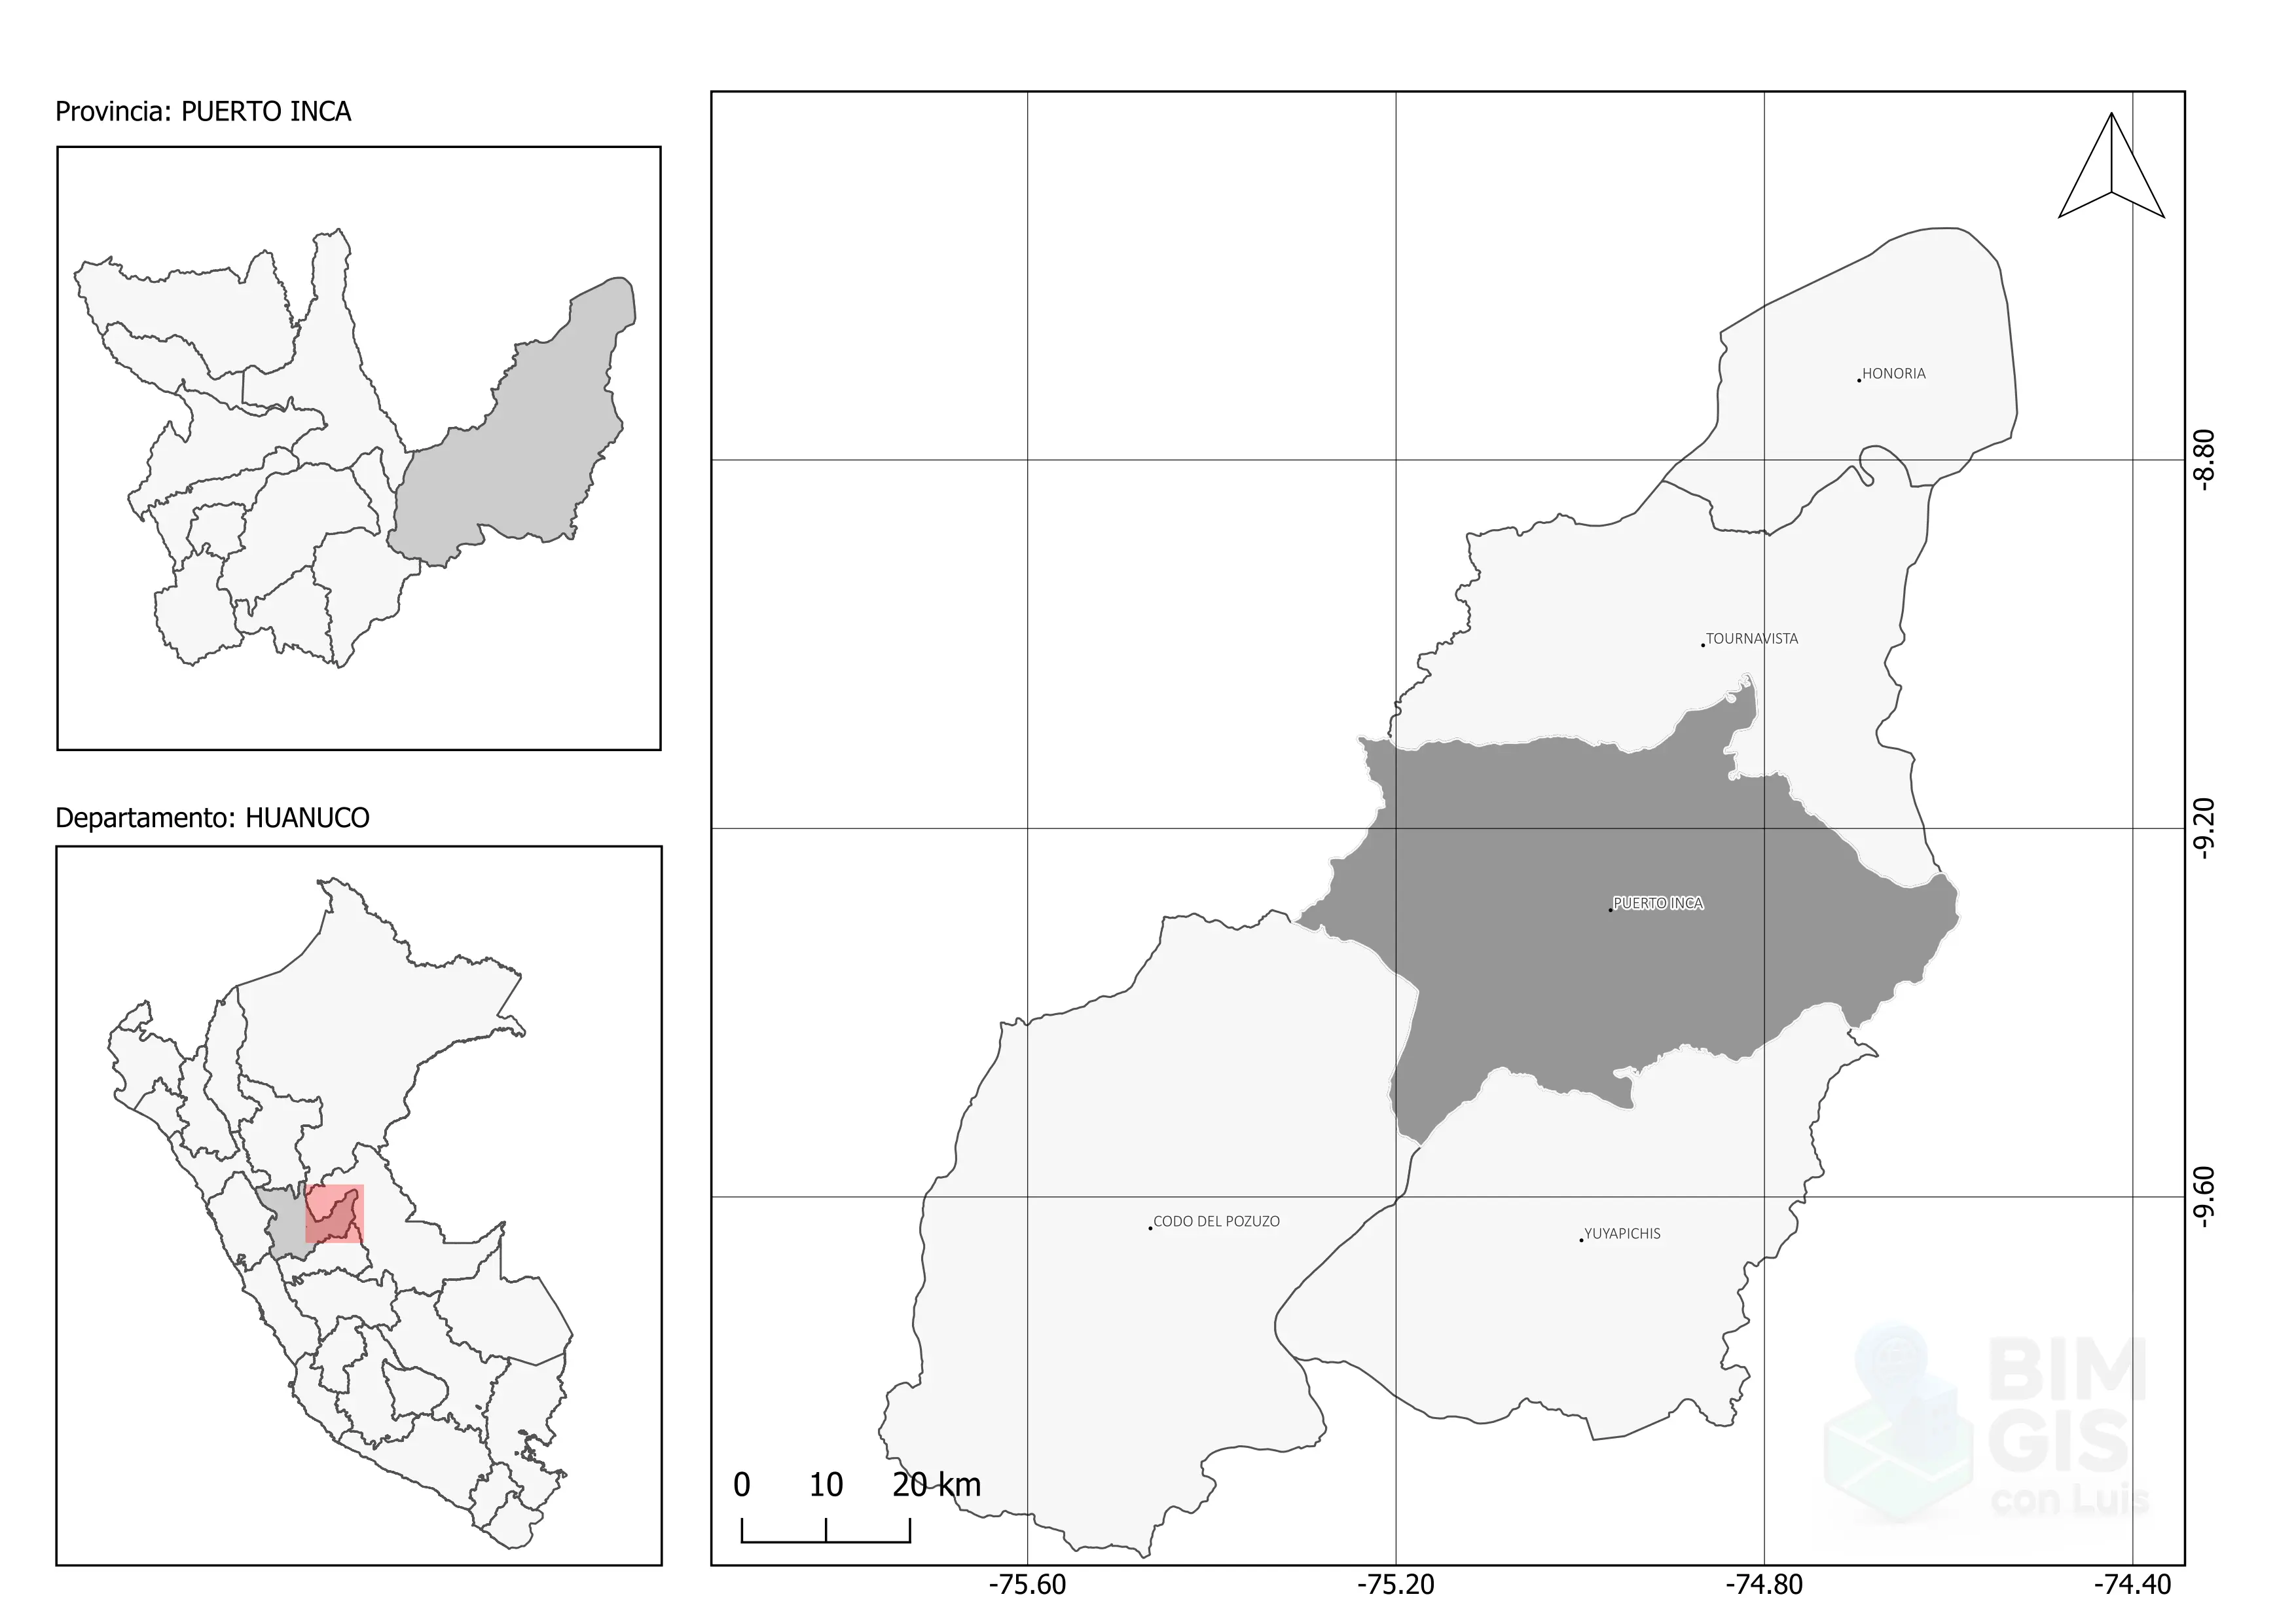 Provincia: PUERTO INCA
Departamento: HUANUCO
HONORIA
TOURNAVISTA
PUERTO INCA
CODO DEL POZUZO
YUYAPICHIS
-8.80
-9.20
-9.60
0 10 20 km
-75.60 -75.20 -74.80 -74.40
BIM
GIS
con Luis